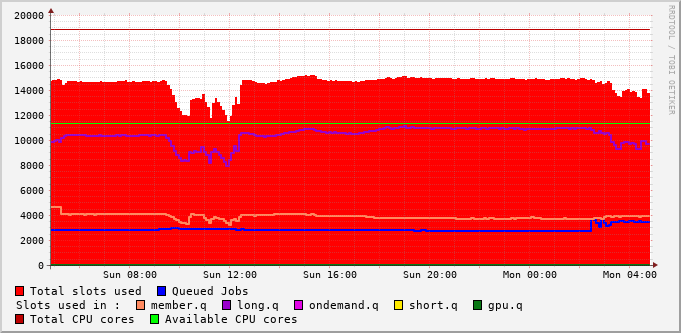 20000
18000
16000
14000
12000
10000
8000
6000
4000
2000
0
Sun 08:00 Sun 12:00 Sun 16:00 Sun 20:00 Mon 00:00 Mon 04:00
RRDTOOL / TOBI OETIKER
Total slots used Queued Jobs
Slots used in : member.q long.q ondemand.q short.q gpu.q
Total CPU cores Available CPU cores